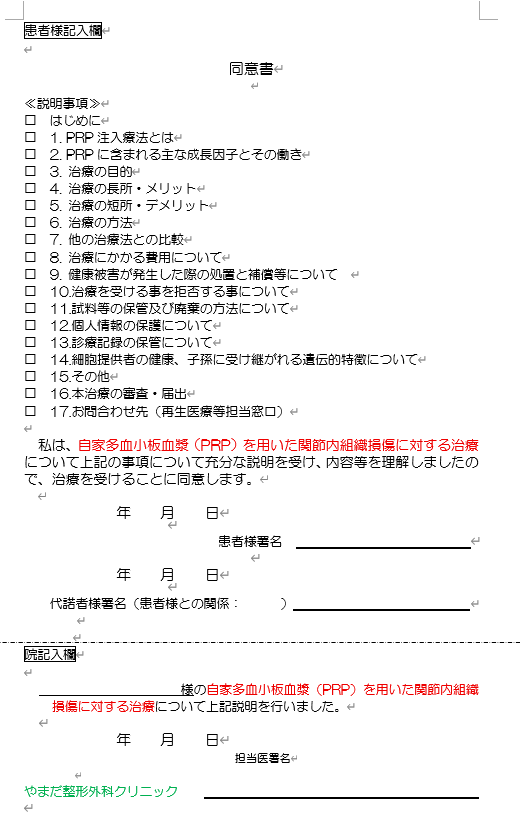 患者様記入欄
同意書
≪説明事項≫
□ はじめに
□ 1. PRP注入療法とは
□ 2. PRPに含まれる主な成長因子とその働き
□ 3. 治療の目的
□ 4. 治療の長所・メリット
□ 5. 治療の短所・デメリット
□ 6. 治療の方法
□ 7. 他の治療法との比較
□ 8. 治療にかかる費用について
□ 9. 健康被害が発生した際の処置と補償等について
□ 10.治療を受ける事を拒否する事について
□ 11.試料等の保管及び廃棄の方法について
□ 12.個人情報の保護について
□ 13.診療記録の保管について
□ 14.細胞提供者の健康、子孫に受け継がれる遺伝的特徴について
□ 15.その他
□ 16.本治療の審査・届出
□ 17.お問合わせ先（再生医療等担当窓口）
私は、自家多血小板血漿（PRP）を用いた関節内組織損傷に対する治療
について上記の事項について充分な説明を受け、内容等を理解しましたの
で、治療を受けることに同意します。
年 月 日
患者様署名
年 月 日
代諾者様署名（患者様との関係： ）
院記入欄
様の自家多血小板血漿（PRP）を用いた関節内組織
損傷に対する治療について上記説明を行いました。
年 月 日
担当医署名
やまだ整形外科クリニック